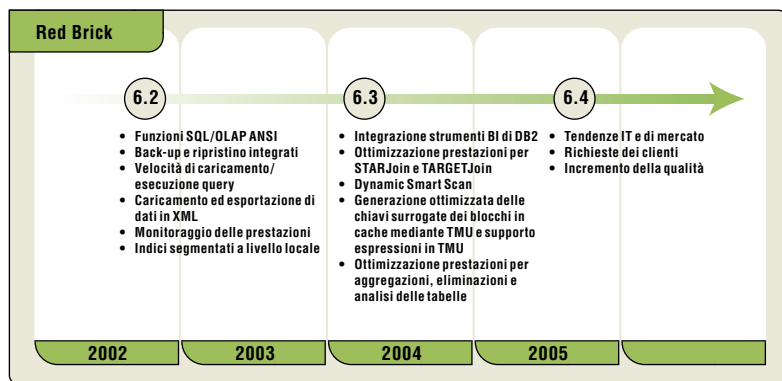 Red Brick
6.2
6.3
6.4
• Funzioni SQL/OLAP ANSI
• Back-up e ripristino integrati
• Velocità di caricamento/
esecuzione query
• Caricamento ed esportazione di
dati in XML
• Monitoraggio delle prestazioni
• Indici segmentati a livello locale
• Integrazione strumenti BI di DB2
• Ottimizzazione prestazioni per
STARJoin e TARGETJoin
• Dynamic Smart Scan
• Generazione ottimizzata delle
chiavi surrogate dei blocchi in
cache mediante TMU e supporto
espressioni in TMU
• Ottimizzazione prestazioni per
aggregazioni, eliminazioni e
analisi delle tabelle
• Tendenze IT e di mercato
• Richieste dei clienti
• Incremento della qualità
2002
2003
2004
2005